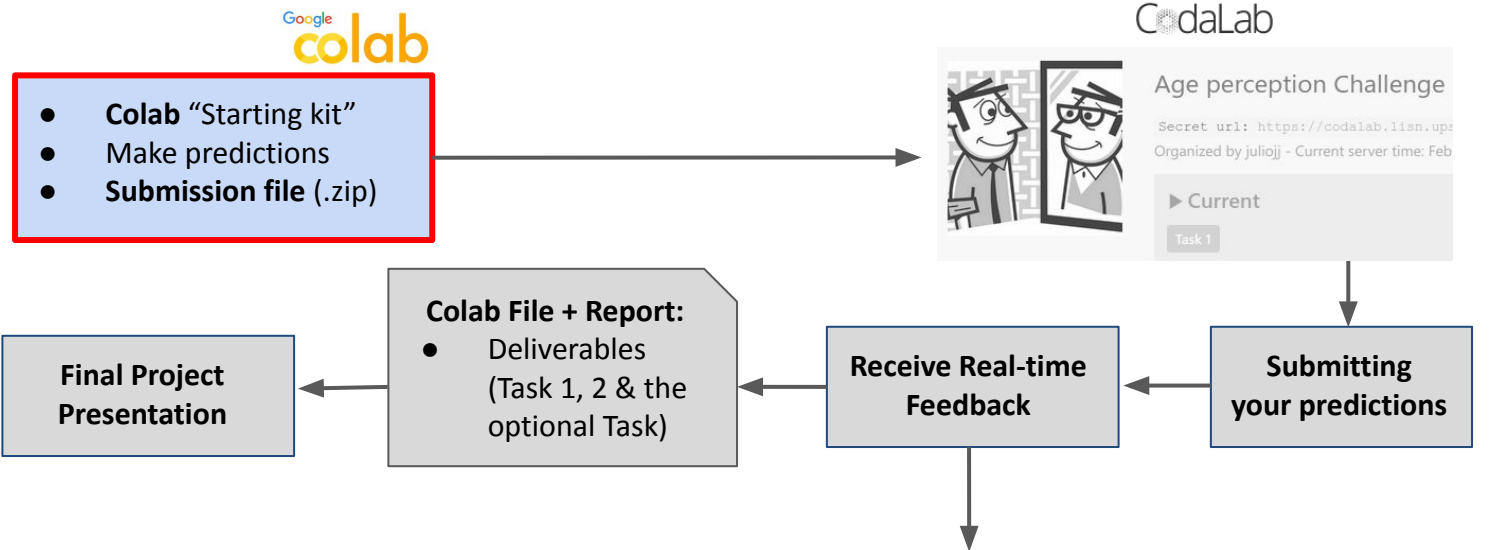 Google
colab
CodaLab
● Colab “Starting kit”
● Make predictions
● Submission file (.zip)
Age perception Challenge
Secret url: https://codalab.lisn.ups
Organized by juliojj - Current server time: Feb
▶ Current
Task 1
Colab File + Report:
● Deliverables
(Task 1, 2 & the
optional Task)
Final Project
Presentation
Receive Real-time
Feedback
Submitting
your predictions